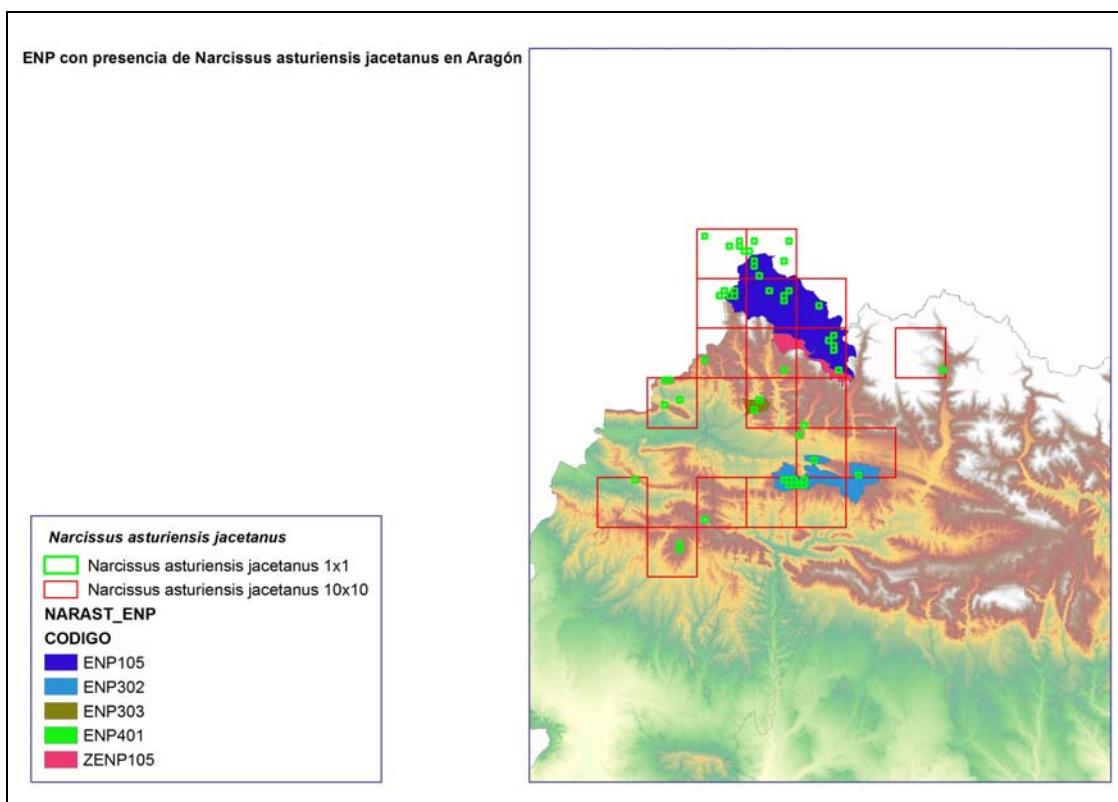 ENP con presencia de Narcissus asturiensis jacetanus en Aragón
Narcissus asturiensis jacetanus
Narcissus asturiensis jacetanus 1x1
Narcissus asturiensis jacetanus 10x10
NARAST_ENP
CODIGO
ENP105
ENP302
ENP303
ENP401
ZENP105